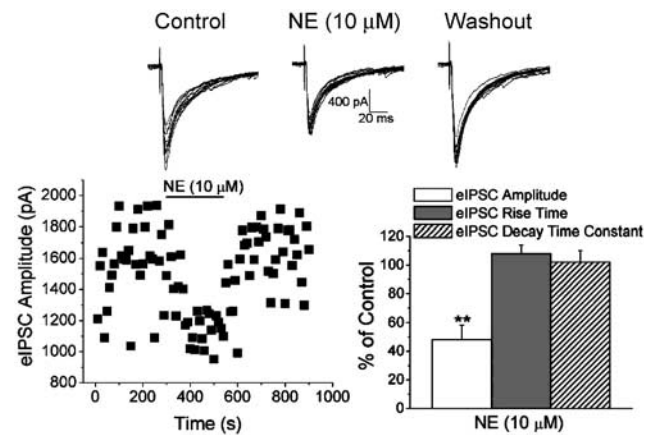 Control NE (10 μM) Washout
400 pA
20 ms
NE (10 μM)
eIPSC Amplitude (pA)
2000
1800
1600
1400
1200
1000
800
0 200 400 600 800 1000
Time (s)
eIPSC Amplitude
eIPSC Rise Time
eIPSC Decay Time Constant
% of Control
120
100
80
60
40
20
0
**
NE (10 μM)